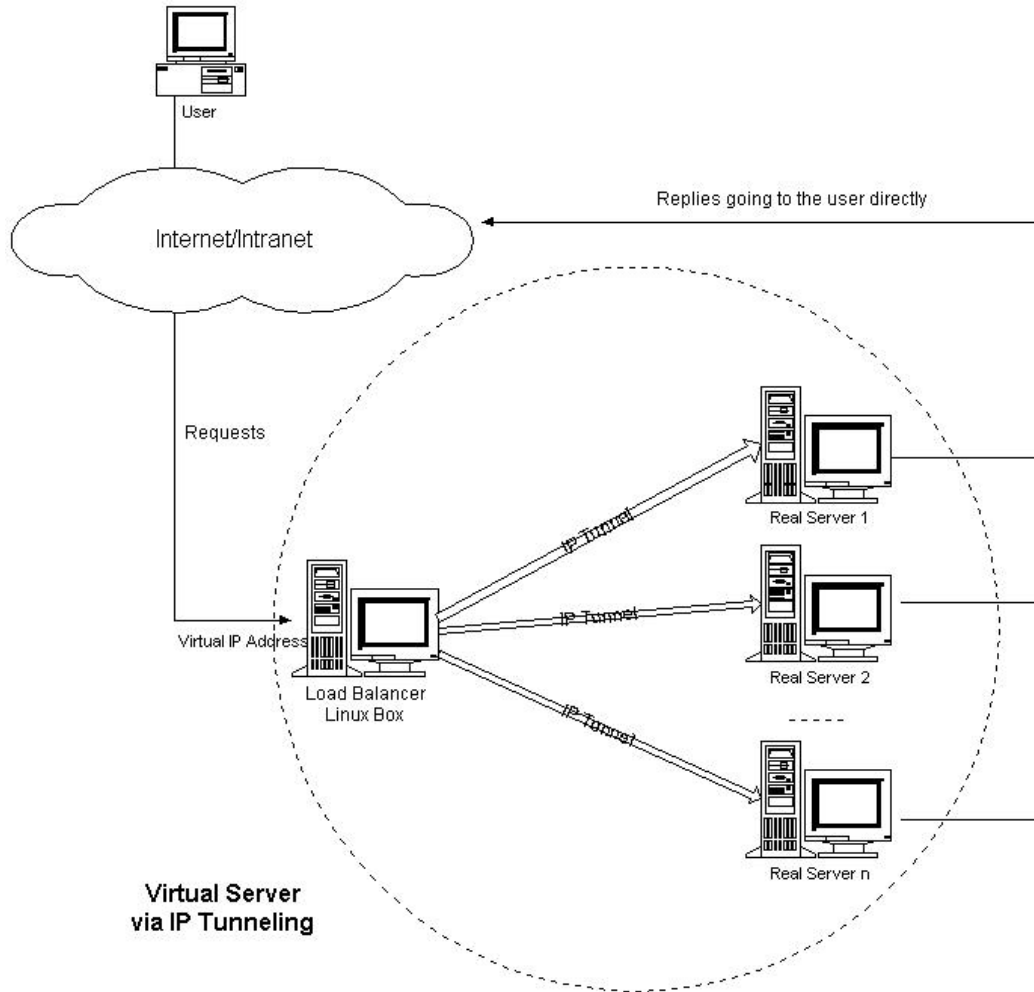 User
Internet/Intranet
Replies going to the user directly
Requests
IP Tunnel
Real Server 1
IP Tunnel
Virtual IP Address
Load Balancer
Linux Box
Real Server 2
IP Tunnel
Real Server n
Virtual Server
via IP Tunneling